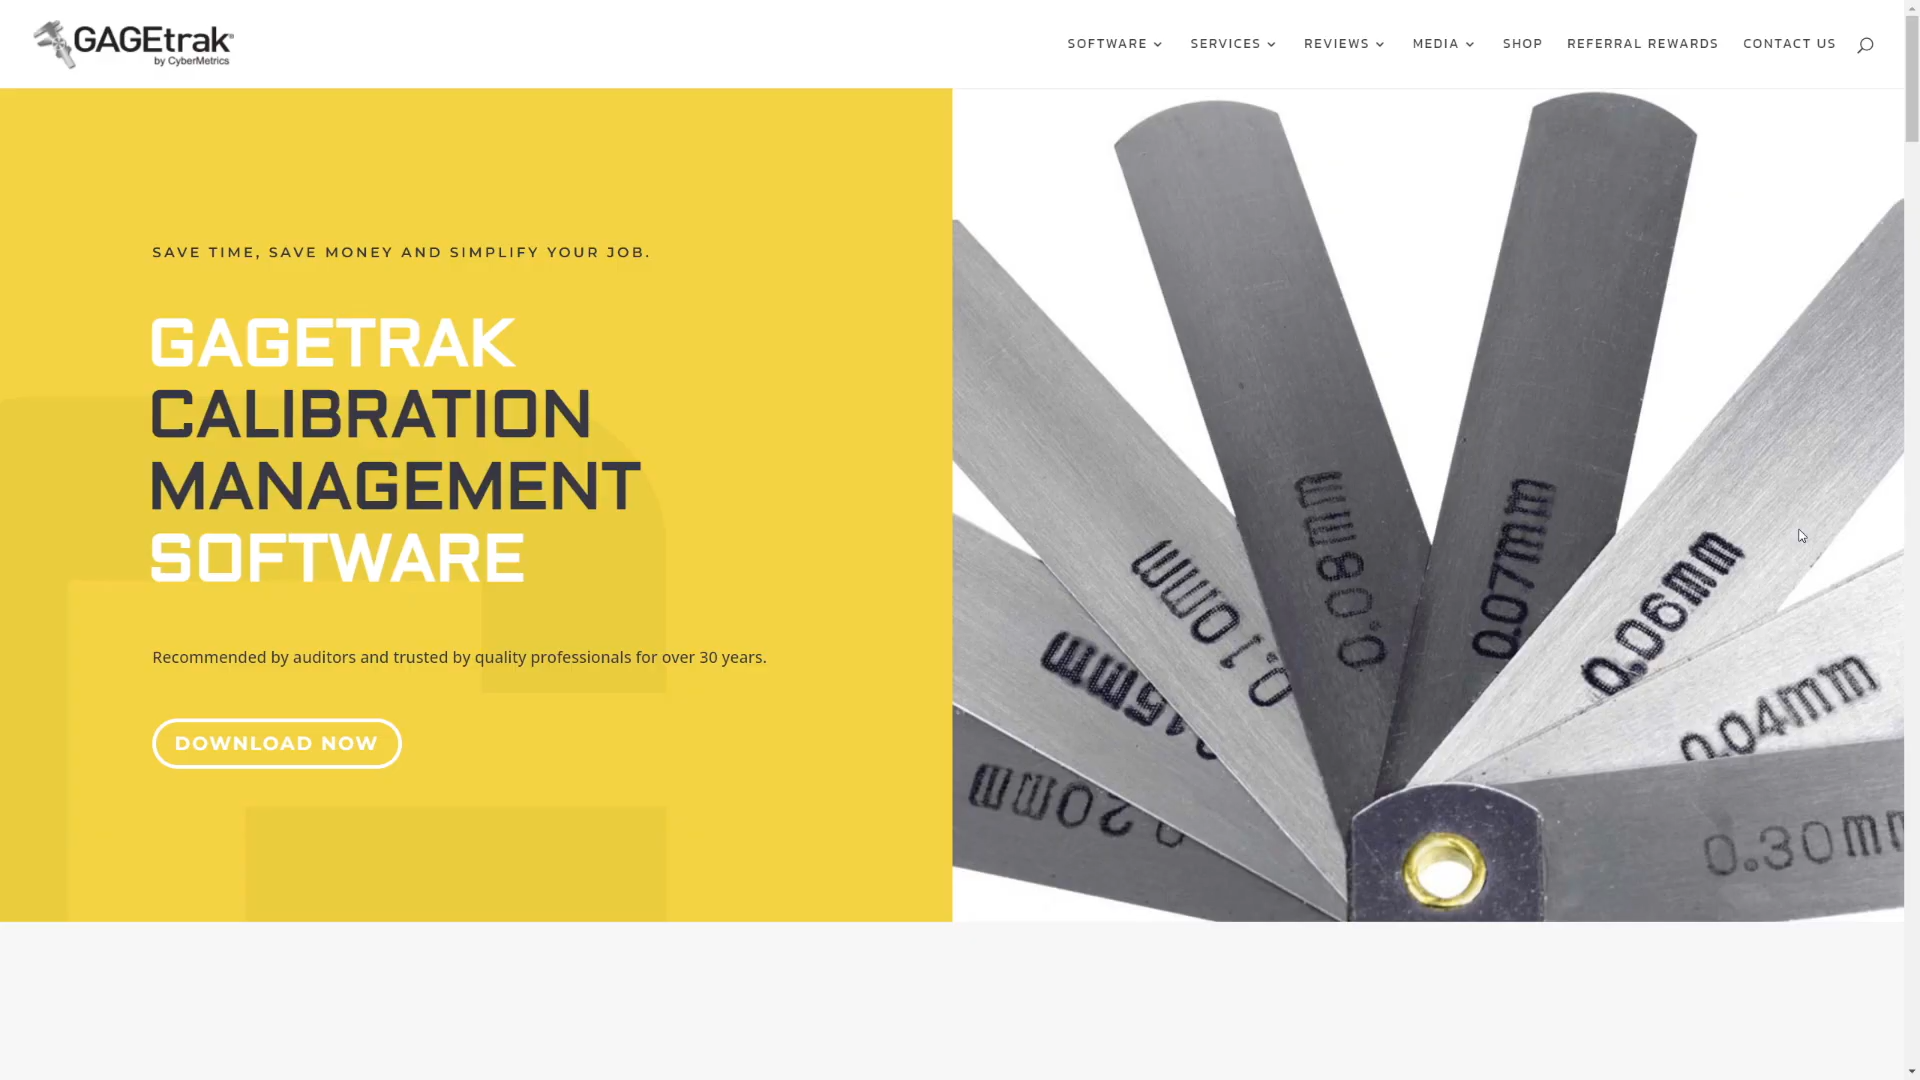 GAGEtrak®
by CyberMetrics
SOFTWARE
SERVICES
REVIEWS
MEDIA
SHOP
REFERRAL REWARDS
CONTACT US
SAVE TIME, SAVE MONEY AND SIMPLIFY YOUR JOB.
GAGETRAK
CALIBRATION
MANAGEMENT
SOFTWARE
Recommended by auditors and trusted by quality professionals for over 30 years.
DOWNLOAD NOW
0.20mm
0.10mm
0.08mm
0.07mm
0.06mm
0.04mm
0.30mm